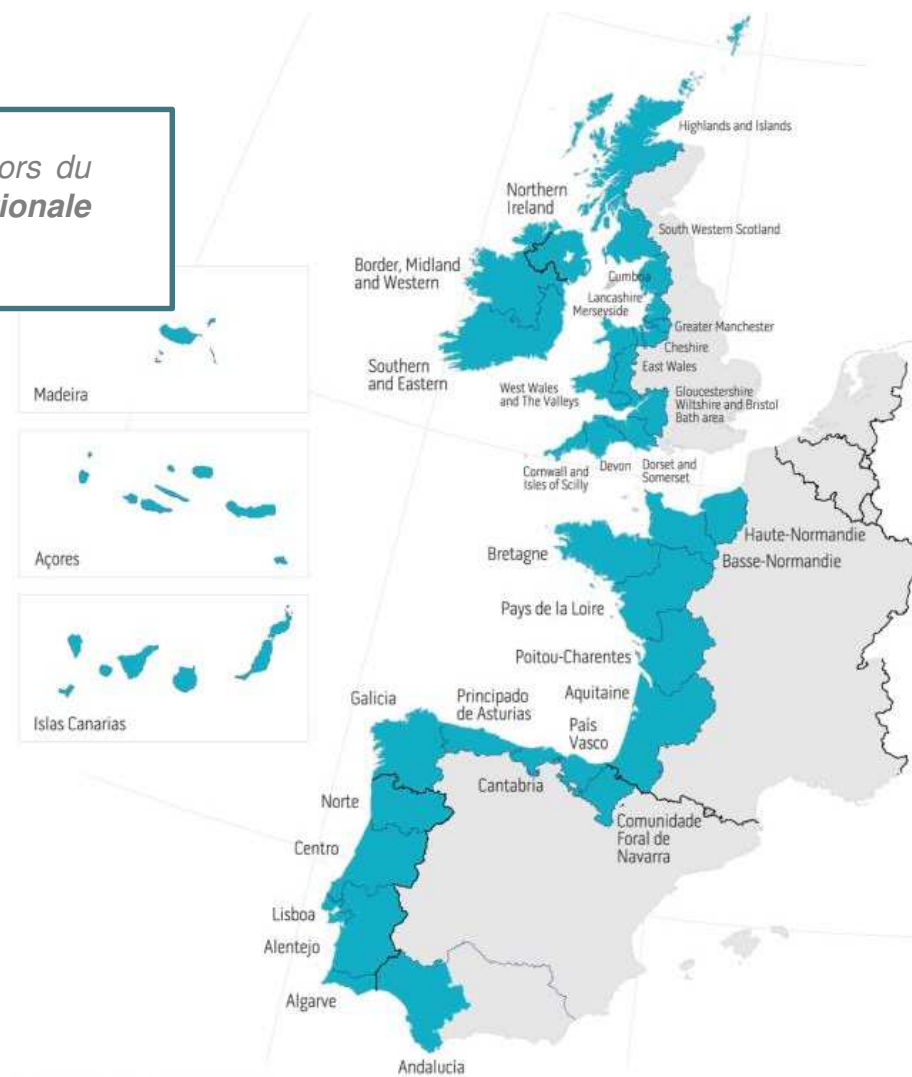 ors du
ionale
Highlands and Islands
Northern
Ireland
South Western Scotland
Border, Midland
and Western
Cumbria
Lancashire
Merseyside
Greater Manchester
Cheshire
East Wales
Southern
and Eastern
West Wales
and The Valleys
Gloucestershire
Wiltshire and Bristol
Bath area
Cornwall and
Isles of Scilly
Devon
Dorset and
Somerset
Madeira
Açores
Islas Canarias
Haute-Normandie
Basse-Normandie
Bretagne
Pays de la Loire
Poitou-Charentes
Aquitaine
País
Vasco
Principado
de Asturias
Galicia
Cantabria
Comunidade
Foral de
Navarra
Norte
Centro
Lisboa
Alentejo
Algarve
Andalucía